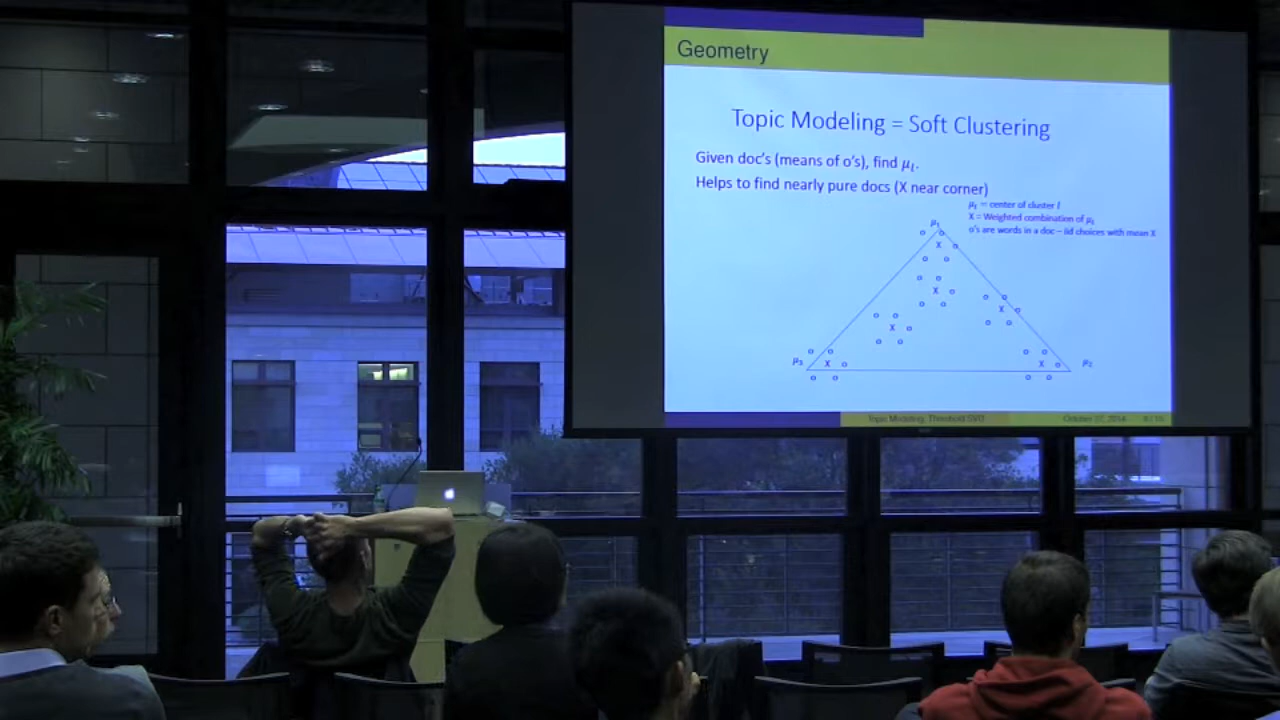 Geometry
Topic Modeling = Soft Clustering
Given doc's (means of o's), find μₗ.
Helps to find nearly pure docs (X near corner)
μₗ = center of cluster l
X = Weighted combination of μₗ
o's are words in a doc – iid choices with mean X
μ₁
o o
X o
o o
o o
X o
o o
o o
X o
o o
o o
X o
o o
μ₃
o o
X o
o o
o o
X o
o o
μ₂
Topic Modeling, Threshold SVD
October 27, 2014